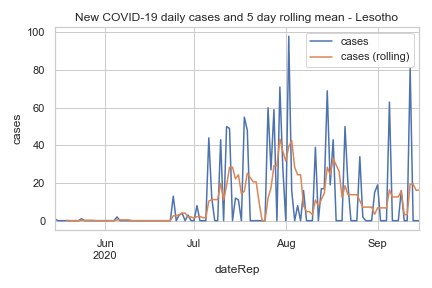 New COVID-19 daily cases and 5 day rolling mean - Lesotho
cases
cases (rolling)
100
80
60
40
20
0
cases
Jun
2020
Jul
Aug
Sep
dateRep